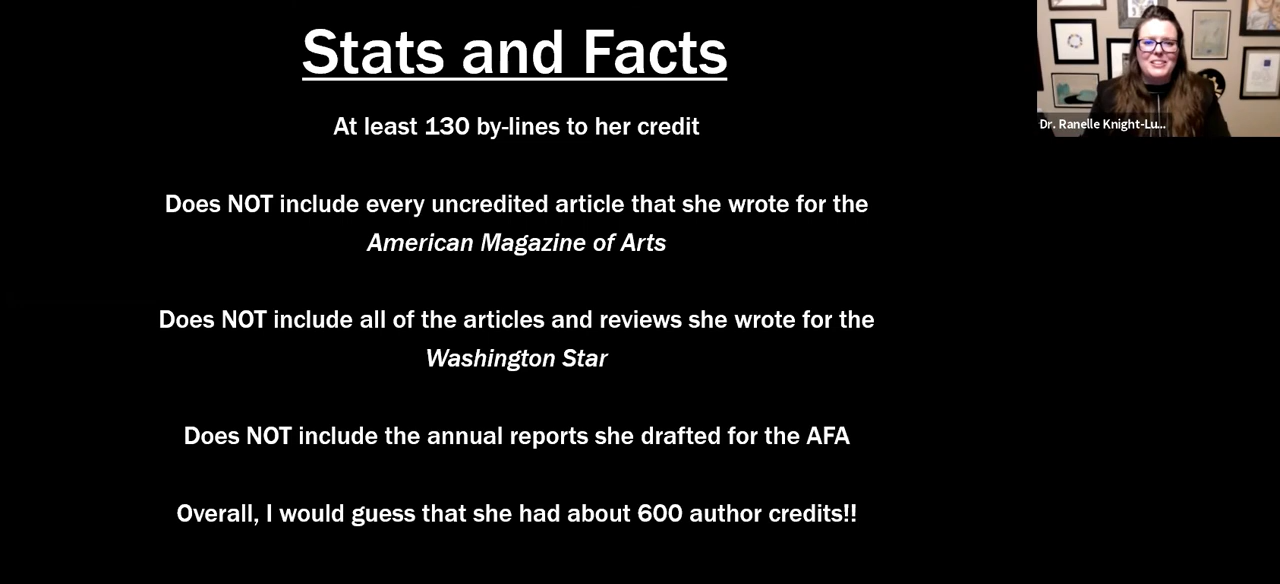 Stats and Facts
At least 130 by-lines to her credit
Does NOT include every uncredited article that she wrote for the
American Magazine of Arts
Does NOT include all of the articles and reviews she wrote for the
Washington Star
Does NOT include the annual reports she drafted for the AFA
Overall, I would guess that she had about 600 author credits!!
Dr. Ranelle Knight-Lu...